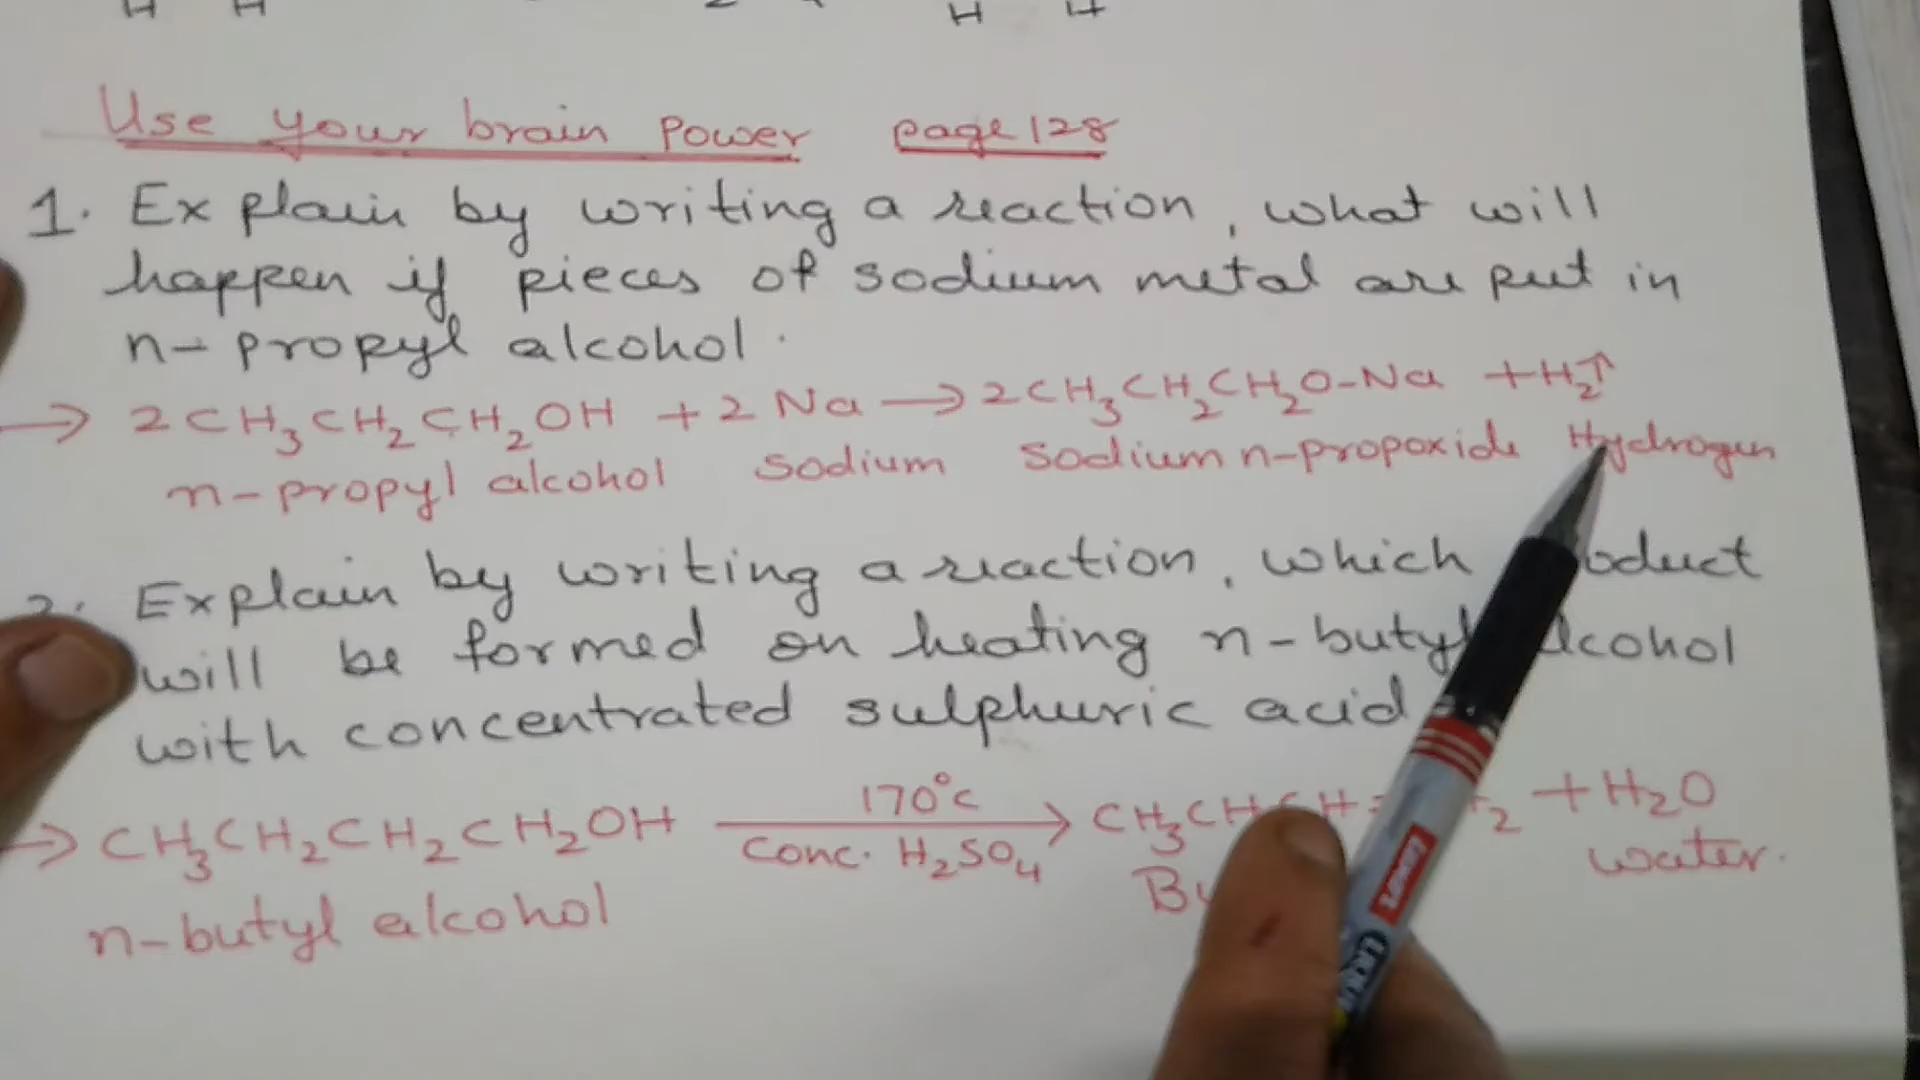 H H H H
Use your brain power page 128
1. Explain by writing a reaction, what will
happen if pieces of sodium metal are put in
n-propyl alcohol.
→ 2CH₃CH₂CH₂OH + 2Na → 2CH₃CH₂CH₂O-Na + H₂↑
n-propyl alcohol sodium sodium n-propoxide Hydrogen
Explain by writing a reaction, which
will be formed on heating n-butyl alcohol
with concentrated sulphuric acid
→ CH₃CH₂CH₂CH₂OH 170°C Conc. H₂SO₄ → + H₂O
n-butyl alcohol water.